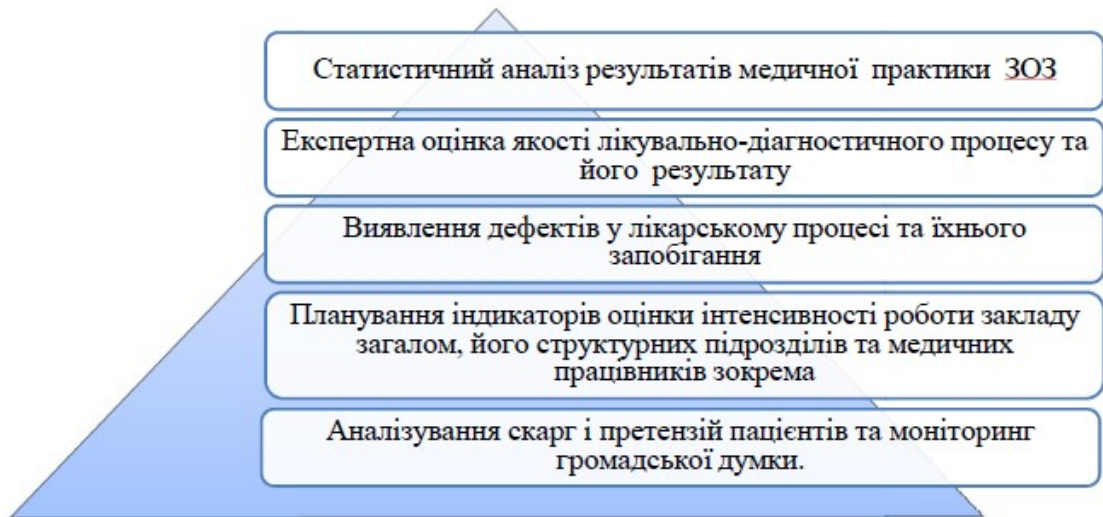 Статистичний аналіз результатів медичної практики ЗОЗ
Експертна оцінка якості лікувально-діагностичного процесу та
його результату
Виявлення дефектів у лікарському процесі та їхнього
запобігання
Планування індикаторів оцінки інтенсивності роботи закладу
загалом, його структурних підрозділів та медичних
працівників зокрема
Аналізування скарг і претензій пацієнтів та моніторинг
громадської думки.